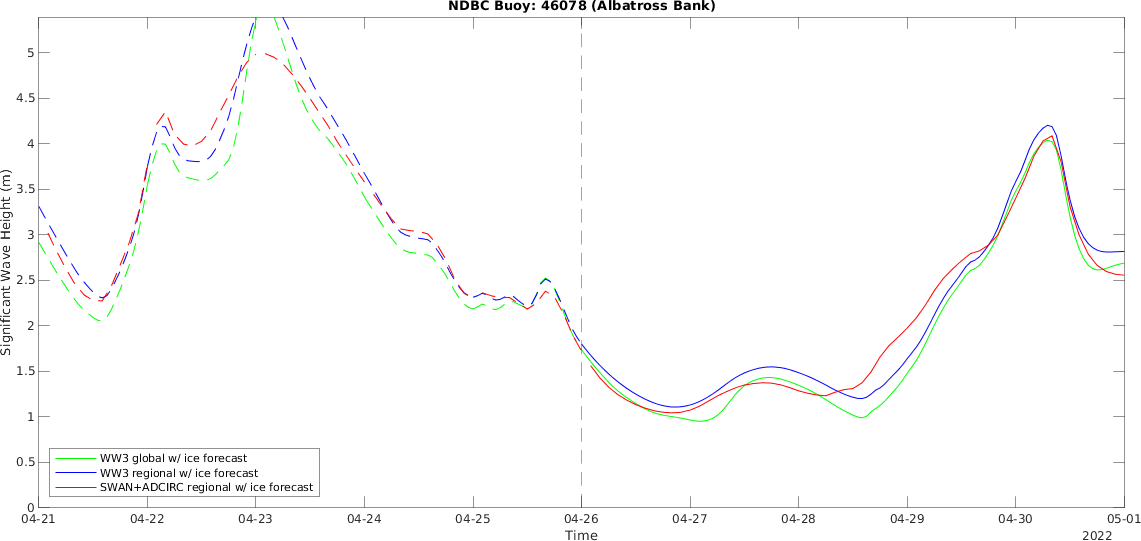 NDBC Buoy: 46078 (Albatross Bank)
5
4.5
4
3.5
3
2.5
2
1.5
1
0.5
0
Significant Wave Height (m)
WW3 global w/ ice forecast
WW3 regional w/ ice forecast
SWAN+ADCIRC regional w/ ice forecast
04-21 04-22 04-23 04-24 04-25 04-26 04-27 04-28 04-29 04-30 05-01
Time
2022